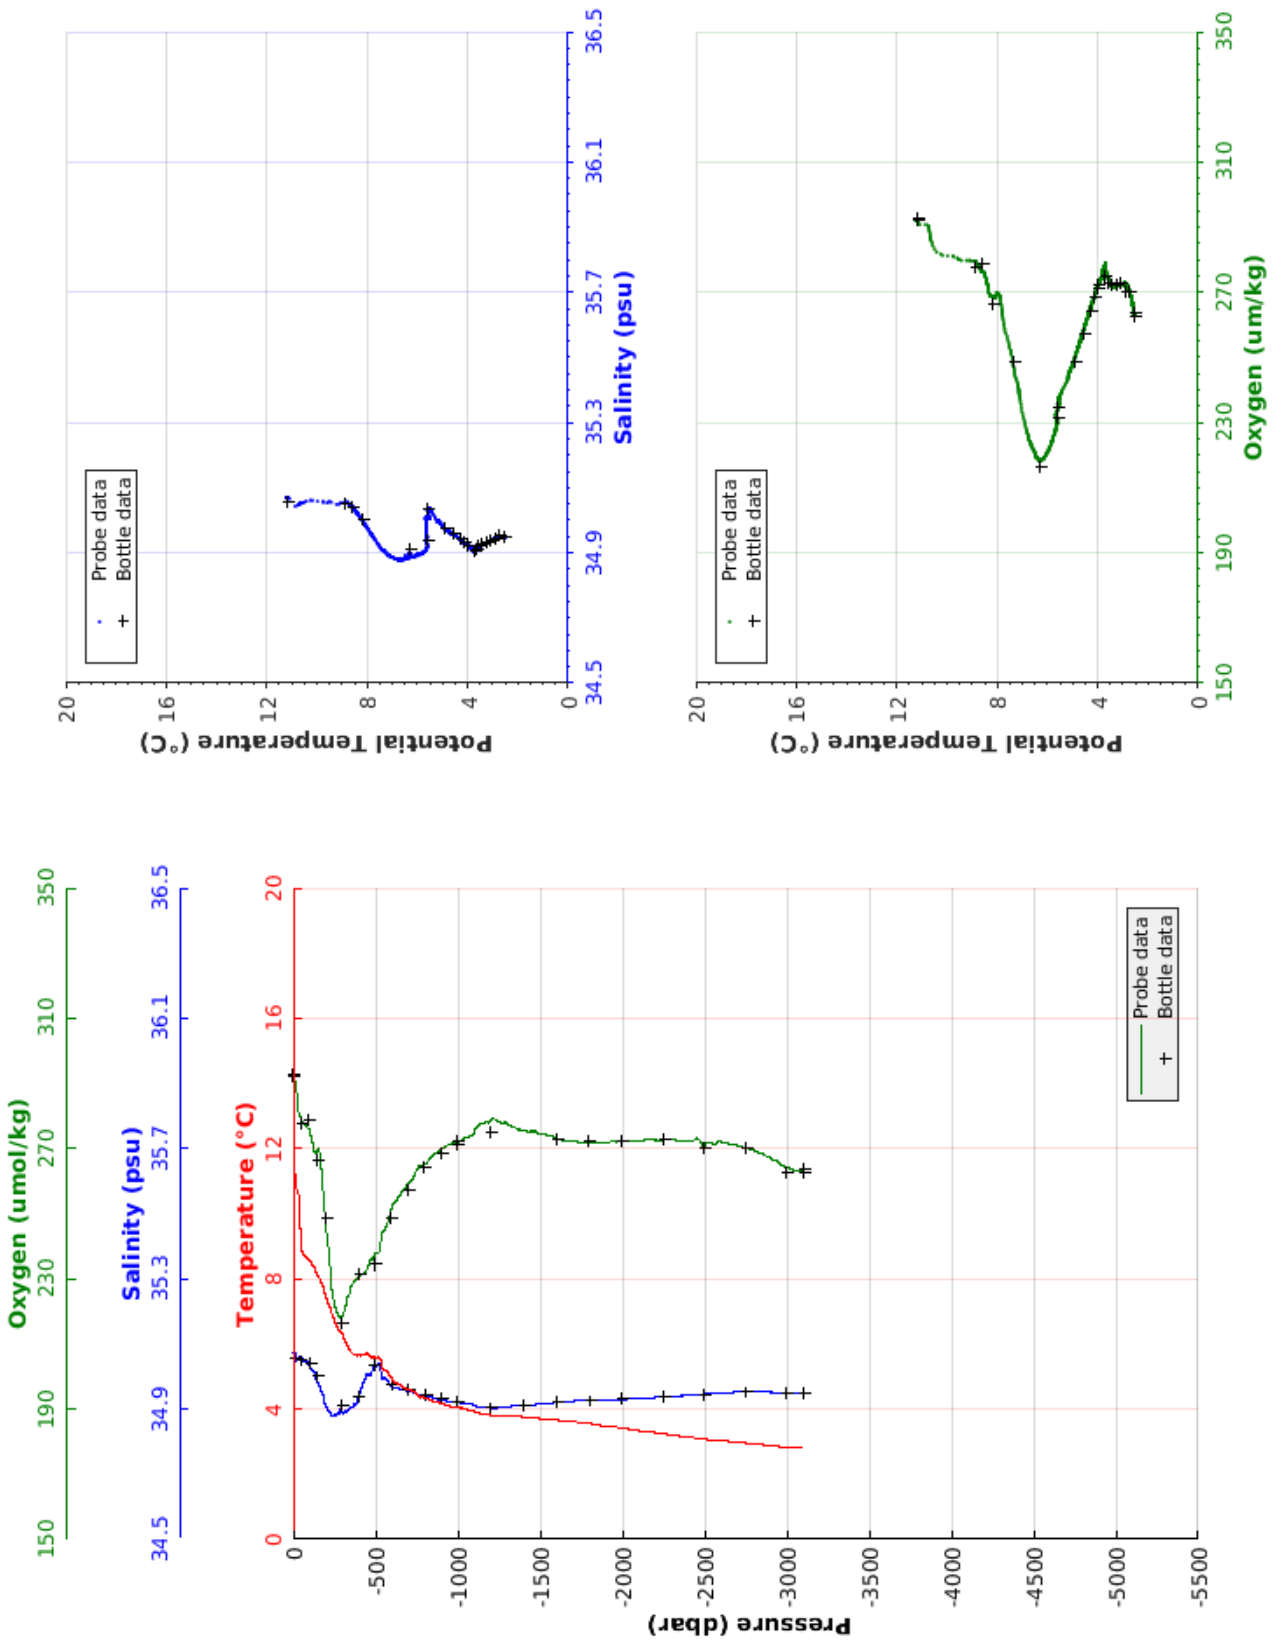 Oxygen (umol/kg)
150 190 230 270 310 350
Salinity (psu)
34.5 34.9 35.3 35.7 36.1 36.5
Temperature (°C)
0 4 8 12 16 20
Pressure (dbar)
0
-500
-1000
-1500
-2000
-2500
-3000
-3500
-4000
-4500
-5000
-5500
Probe data
Bottle data
Potential Temperature (°C)
20
16
12
8
4
0
Probe data
Bottle data
34.5 34.9 35.3 35.7 36.1 36.5
Salinity (psu)
Potential Temperature (°C)
20
16
12
8
4
0
Probe data
Bottle data
150 190 230 270 310 350
Oxygen (um/kg)